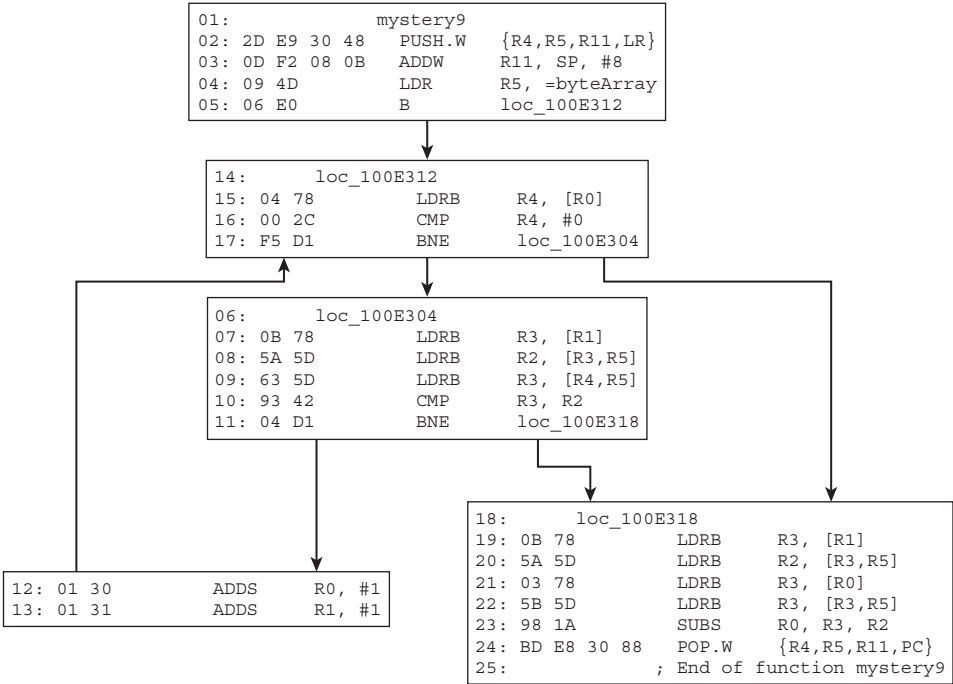 01:               mystery9
02: 2D E9 30 48   PUSH.W   {R4,R5,R11,LR}
03: 0D F2 08 0B   ADDW     R11, SP, #8
04: 09 4D         LDR      R5, =byteArray
05: 06 E0         B        loc_100E312
14:       loc_100E312
15: 04 78         LDRB     R4, [R0]
16: 00 2C         CMP      R4, #0
17: F5 D1         BNE      loc_100E304
06:       loc_100E304
07: 0B 78         LDRB     R3, [R1]
08: 5A 5D         LDRB     R2, [R3,R5]
09: 63 5D         LDRB     R3, [R4,R5]
10: 93 42         CMP      R3, R2
11: 04 D1         BNE      loc_100E318
12: 01 30         ADDS     R0, #1
13: 01 31         ADDS     R1, #1
18:       loc_100E318
19: 0B 78         LDRB     R3, [R1]
20: 5A 5D         LDRB     R2, [R3,R5]
21: 03 78         LDRB     R3, [R0]
22: 5B 5D         LDRB     R3, [R3,R5]
23: 98 1A         SUBS     R0, R3, R2
24: BD E8 30 88   POP.W    {R4,R5,R11,PC}
25:             ; End of function mystery9